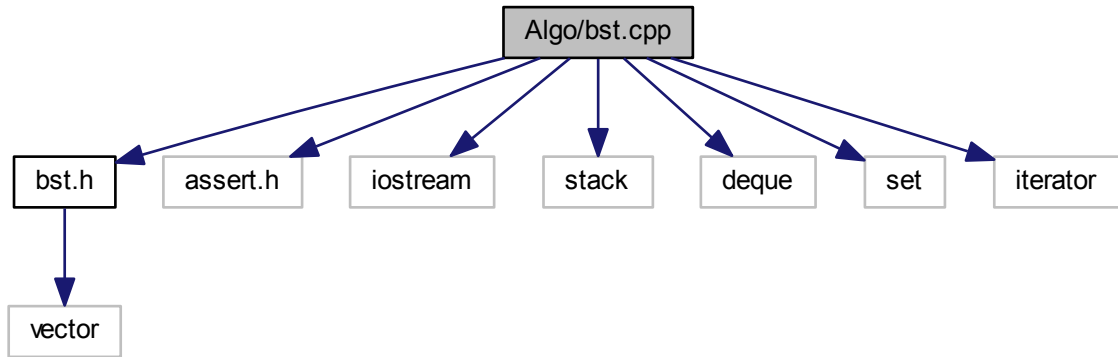 Algo/bst.cpp
bst.h
assert.h
iostream
stack
deque
set
iterator
vector